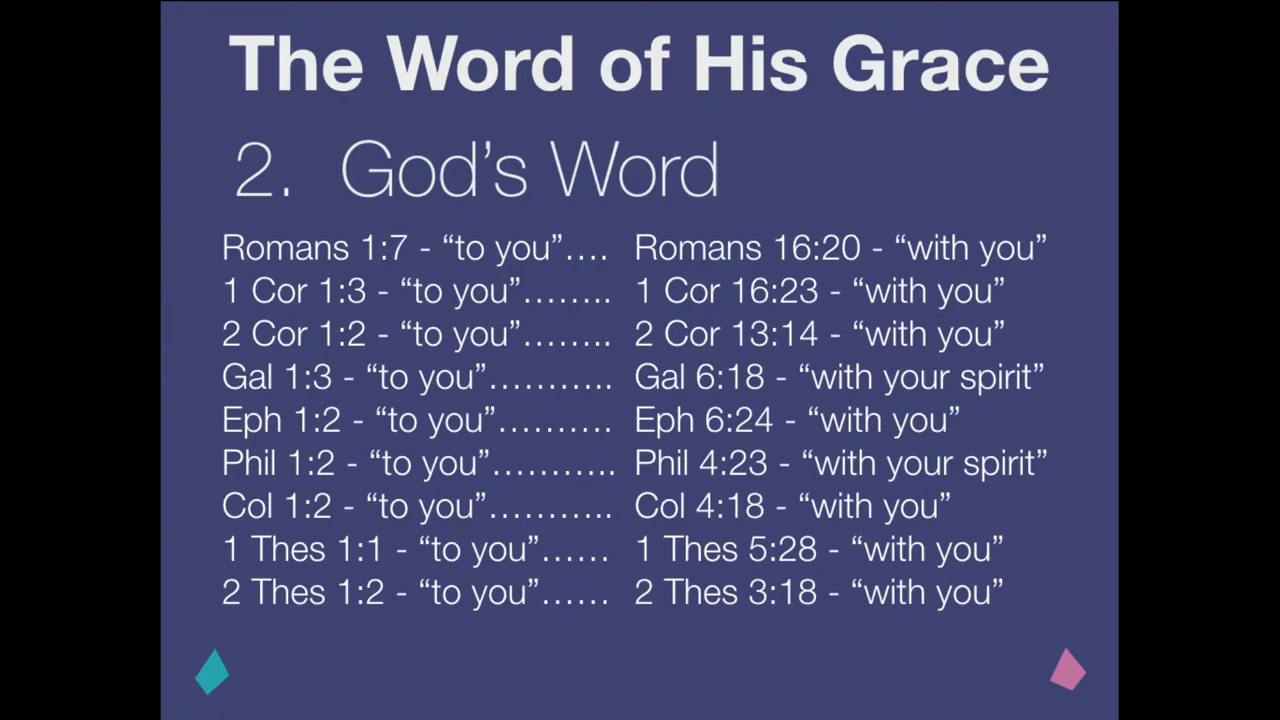 The Word of His Grace
2. God’s Word
Romans 1:7 - “to you”.... Romans 16:20 - “with you”
1 Cor 1:3 - “to you”........ 1 Cor 16:23 - “with you”
2 Cor 1:2 - “to you”........ 2 Cor 13:14 - “with you”
Gal 1:3 - “to you”........... Gal 6:18 - “with your spirit”
Eph 1:2 - “to you”.......... Eph 6:24 - “with you”
Phil 1:2 - “to you”........... Phil 4:23 - “with your spirit”
Col 1:2 - “to you”........... Col 4:18 - “with you”
1 Thes 1:1 - “to you”...... 1 Thes 5:28 - “with you”
2 Thes 1:2 - “to you”...... 2 Thes 3:18 - “with you”